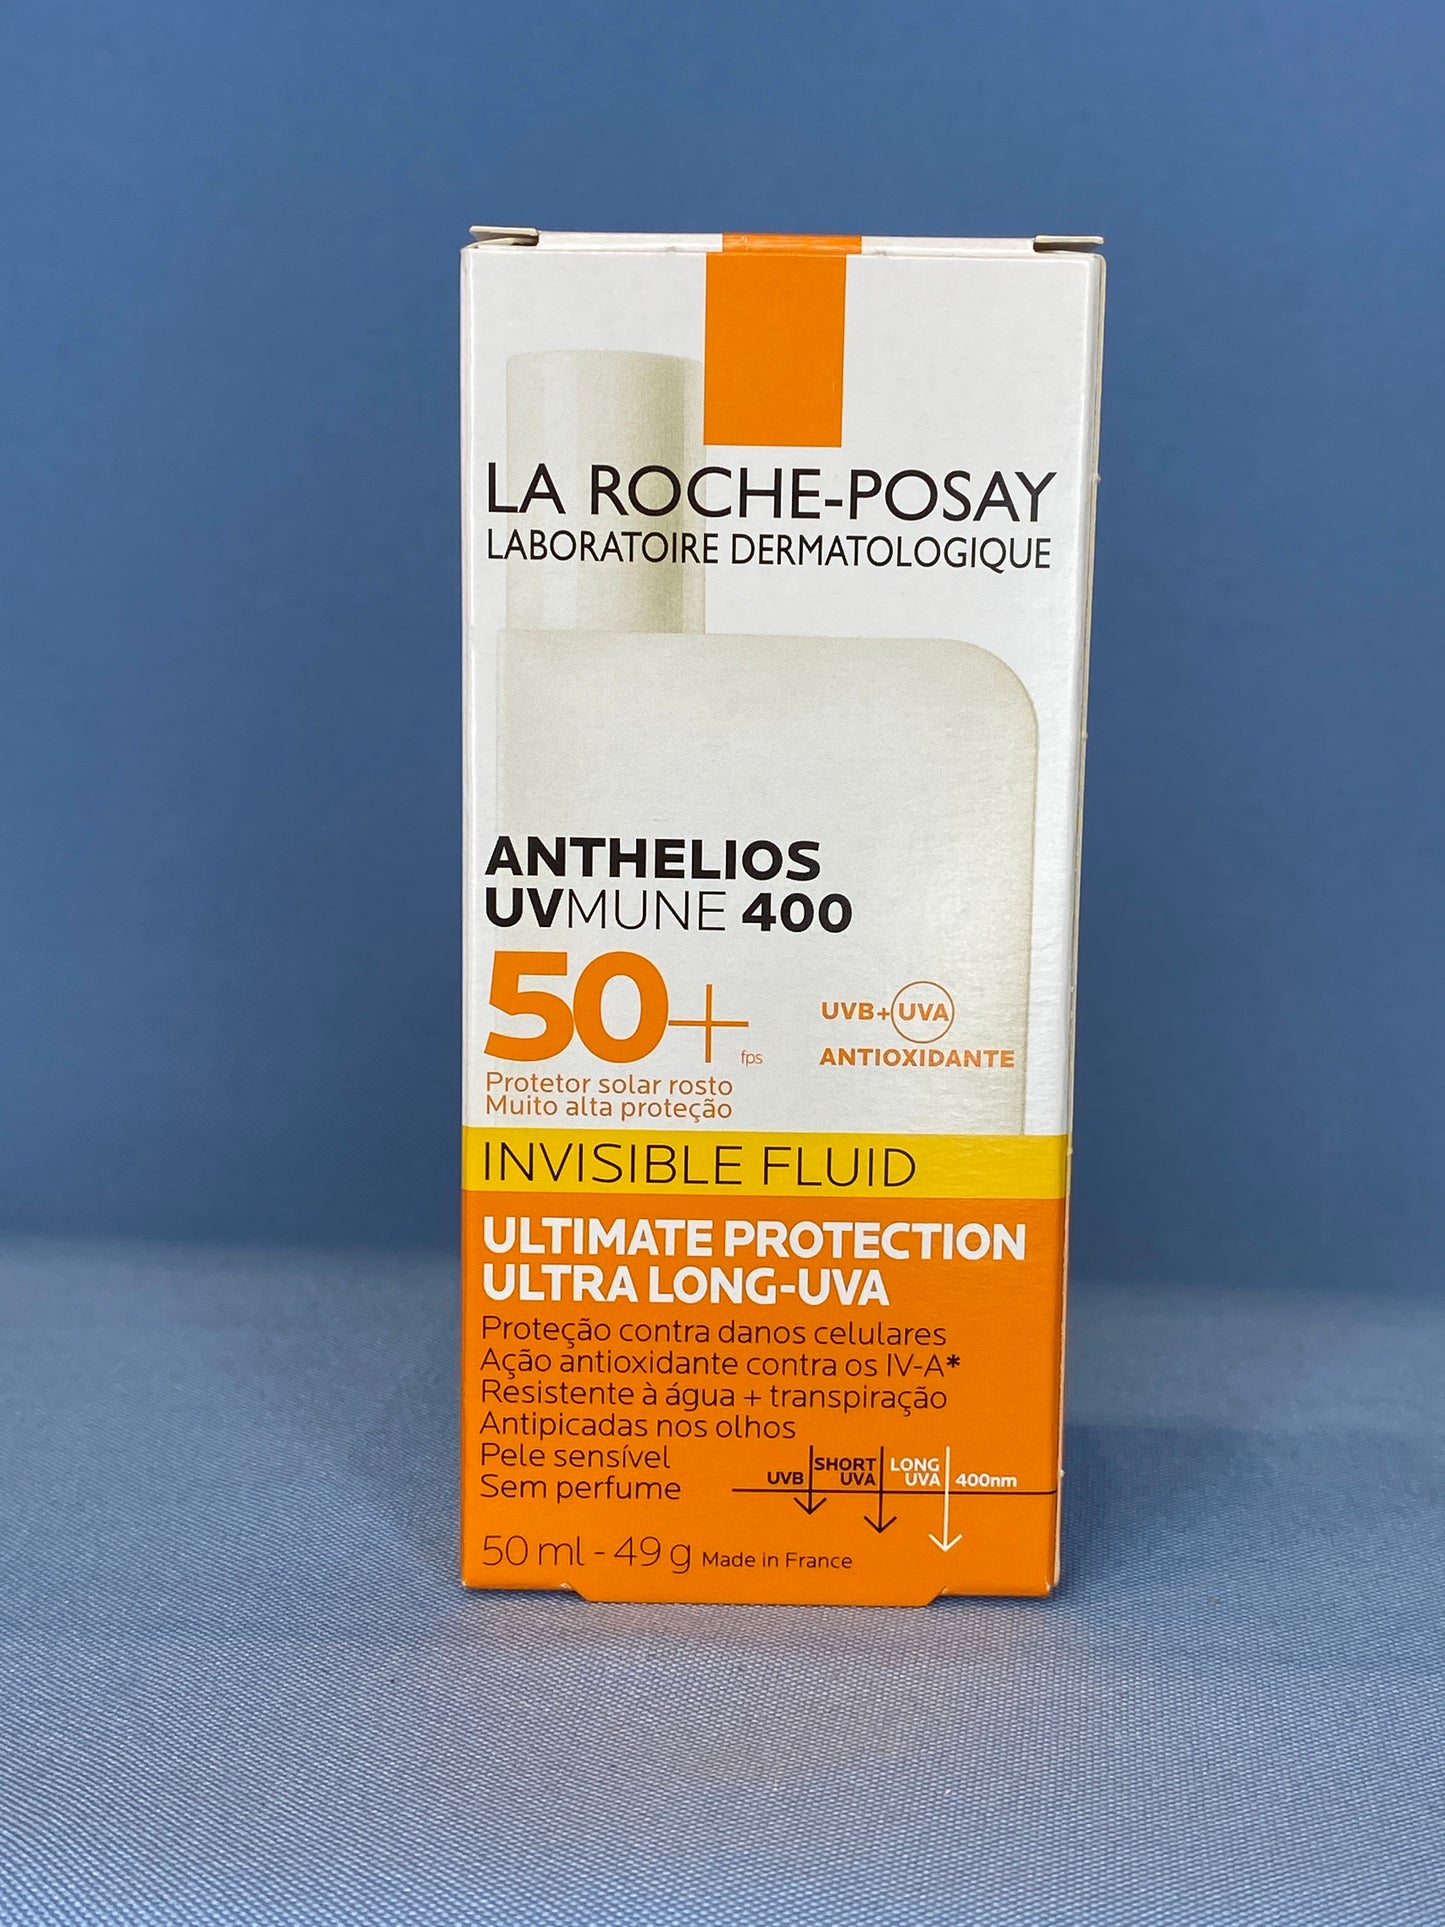 LA ROCHE-POSAY
LABORATOIRE DERMATOLOGIQUE
ANTHELIOS
UVMUNE 400
50+ fps
UVB+UVA
ANTIOXIDANTE
Protetor solar rosto
Muito alta proteção
INVISIBLE FLUID
ULTIMATE PROTECTION
ULTRA LONG-UVA
Proteção contra danos celulares
Ação antioxidante contra os IV-A*
Resistente à água + transpiração
Antipicadas nos olhos
Pele sensível
Sem perfume
UVB
SHORT
UVA
LONG
UVA
400nm
50 ml - 49 g Made in France